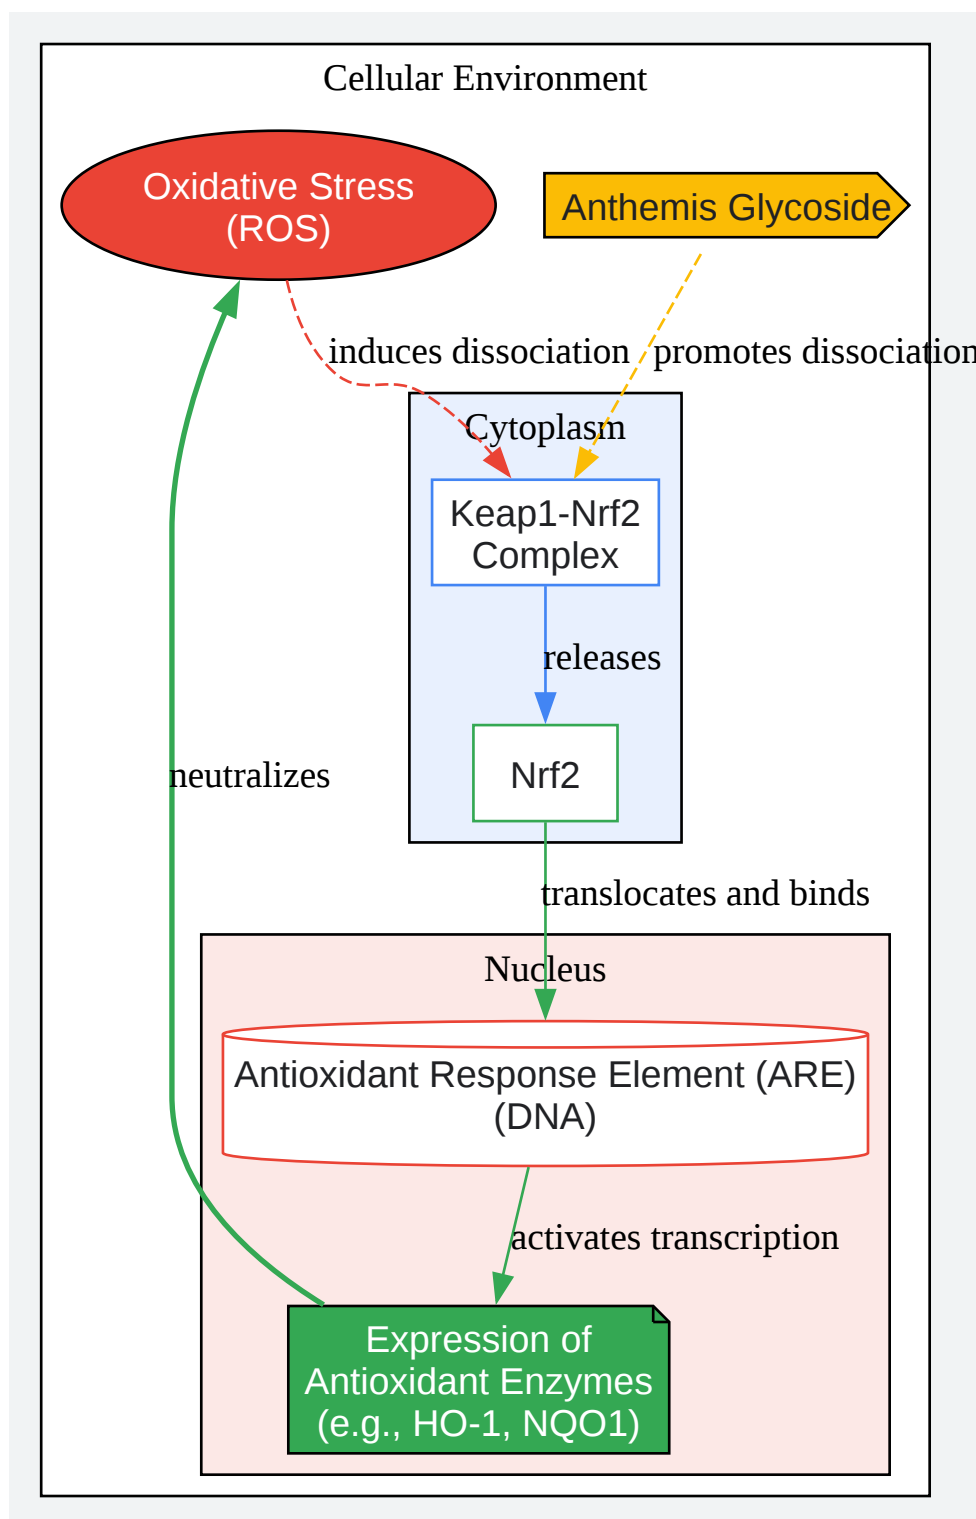 Cellular Environment
Oxidative Stress
(ROS)
Anthemis Glycoside
induces dissociation
promotes dissociation
Cytoplasm
Keap1-Nrf2
Complex
releases
Nrf2
neutralizes
translocates and binds
Nucleus
Antioxidant Response Element (ARE)
(DNA)
activates transcription
Expression of
Antioxidant Enzymes
(e.g., HO-1, NQO1)